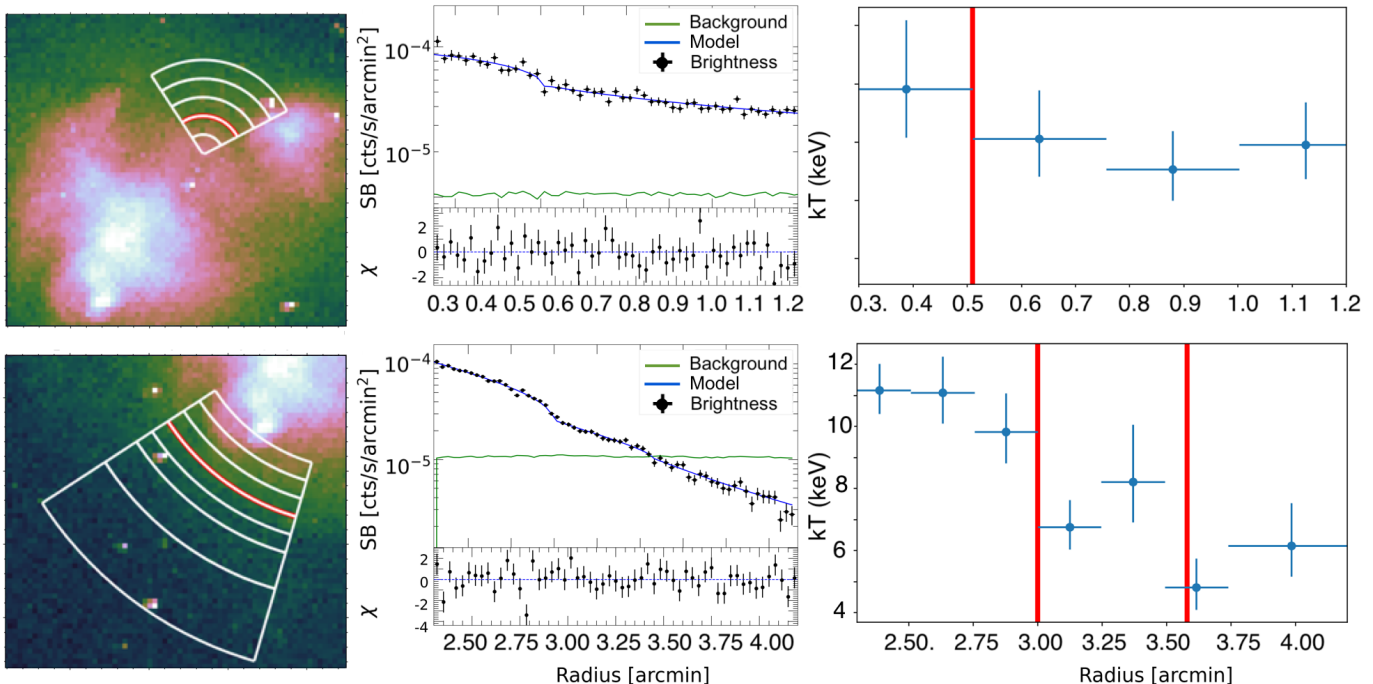 SB [cts/s/arcmin²]
10⁻⁴
10⁻⁵
Background
Model
Brightness
χ
2
0
-2
0.3 0.4 0.5 0.6 0.7 0.8 0.9 1.0 1.1 1.2
kT (keV)
0.3. 0.4 0.5 0.6 0.7 0.8 0.9 1.0 1.1 1.2
SB [cts/s/arcmin²]
10⁻⁴
10⁻⁵
Background
Model
Brightness
χ
2
0
-2
-4
2.50 2.75 3.00 3.25 3.50 3.75 4.00
Radius [arcmin]
kT (keV)
12
10
8
6
4
2.50. 2.75 3.00 3.25 3.50 3.75 4.00
Radius [arcmin]